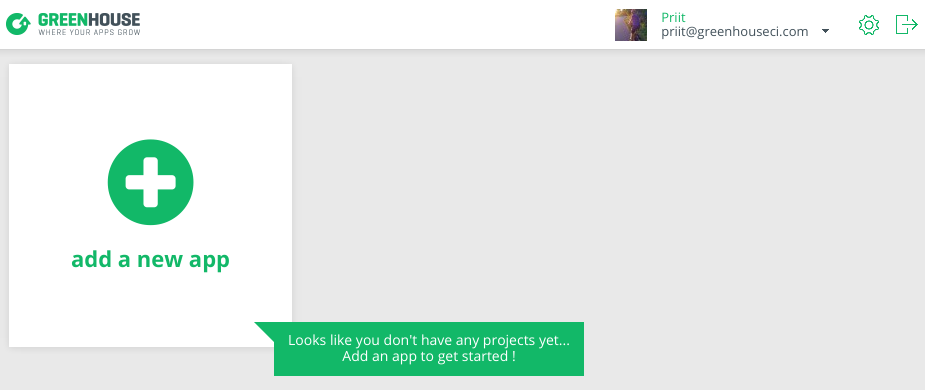 GREENHOUSE
WHERE YOUR APPS GROW
Priit
priit@greenhouseci.com
add a new app
Looks like you don't have any projects yet...
Add an app to get started !